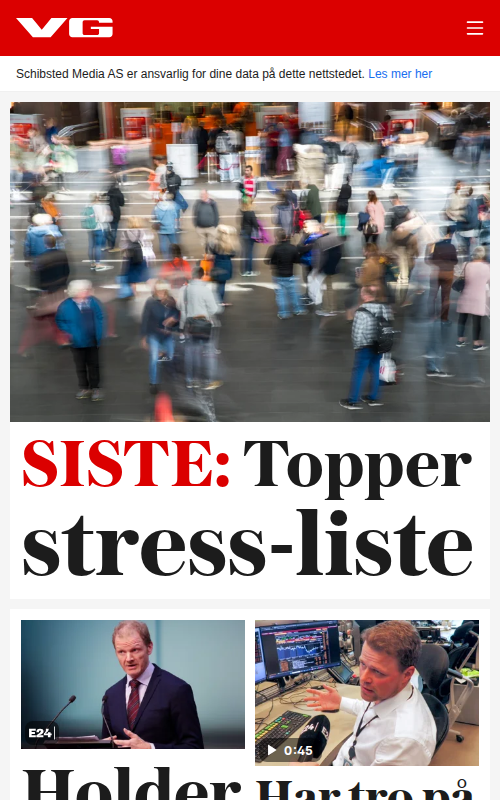 VG
Schibsted Media AS er ansvarlig for dine data på dette nettstedet. Les mer her
SISTE: Topper
stress-liste
E24
0:45
Holder
Har tro på